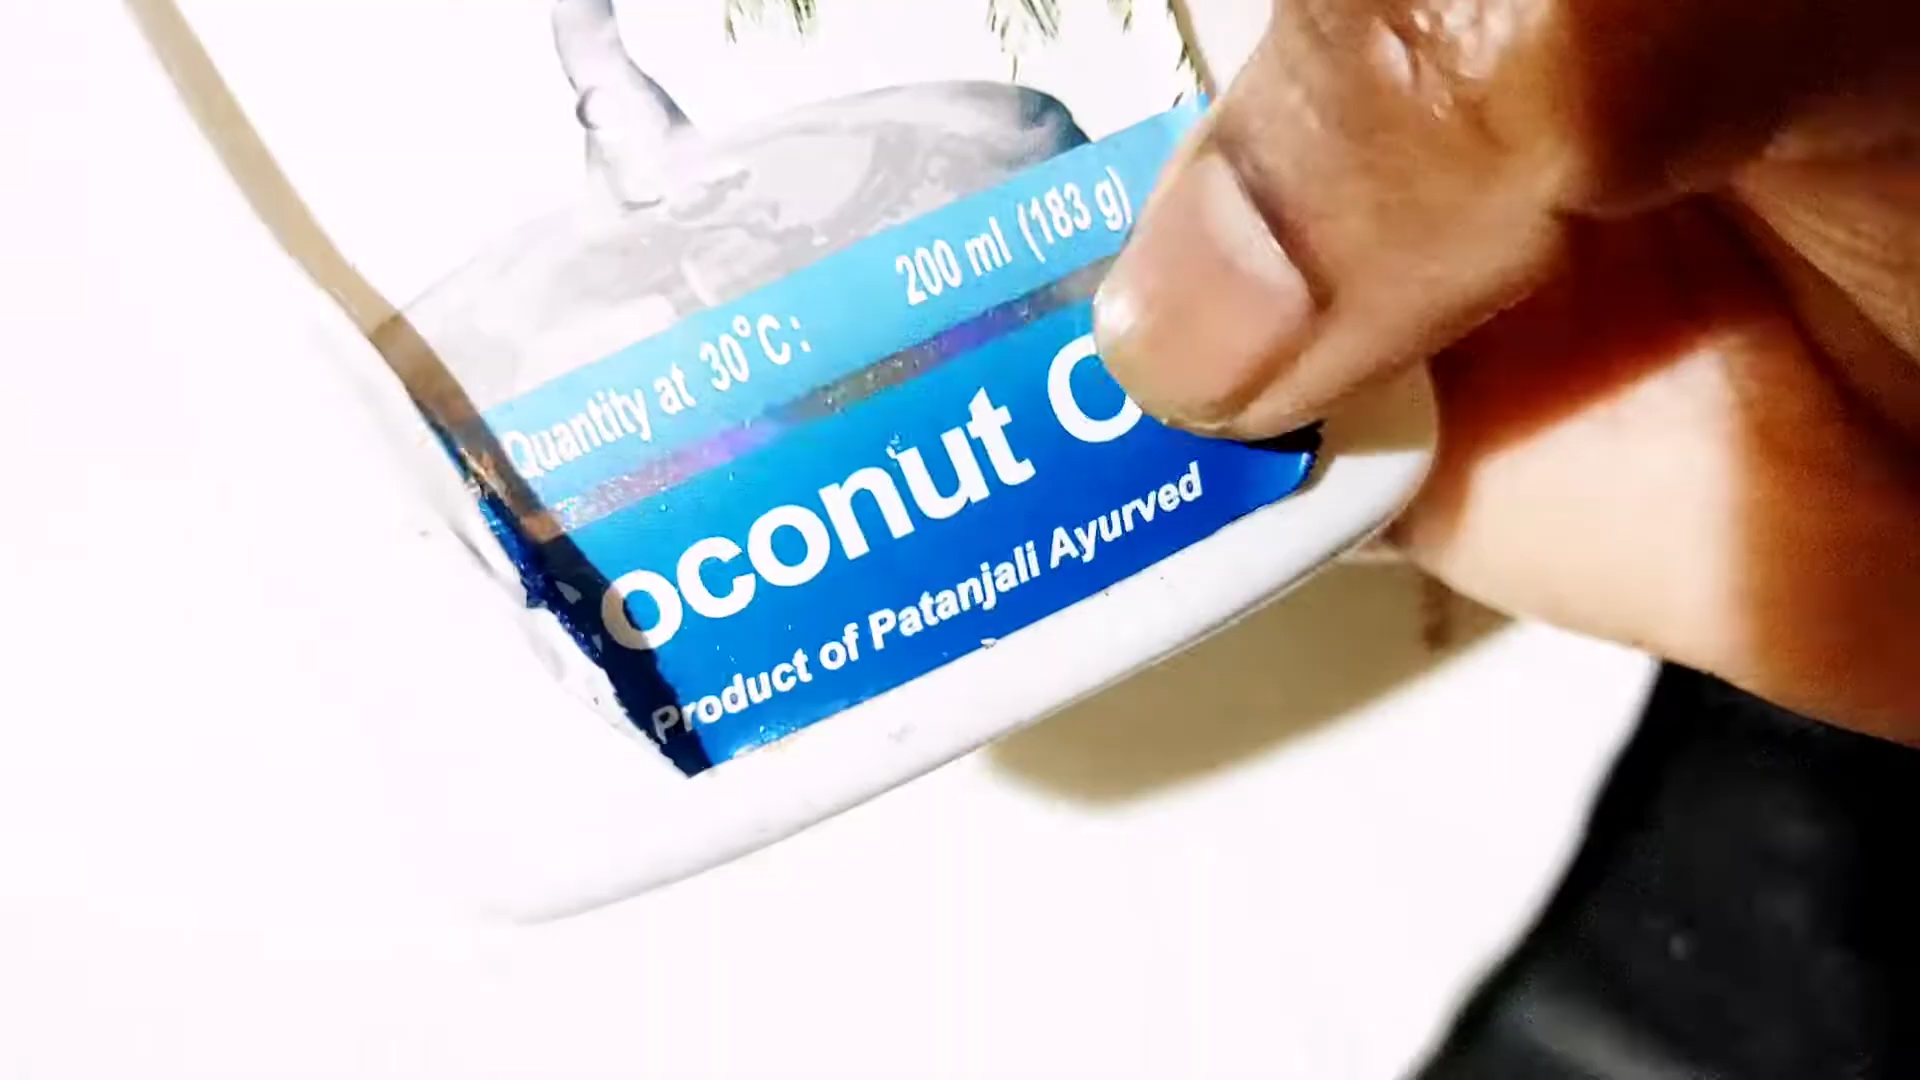 Quantity at 30°C: 200 ml (183 g)
oconut O
Product of Patanjali Ayurved